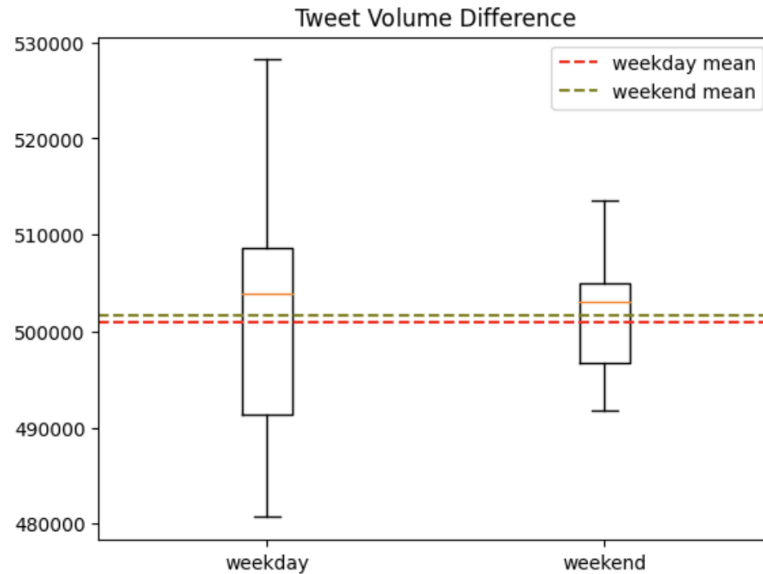 Tweet Volume Difference
530000
520000
510000
500000
490000
480000
weekday mean
weekend mean
weekday
weekend